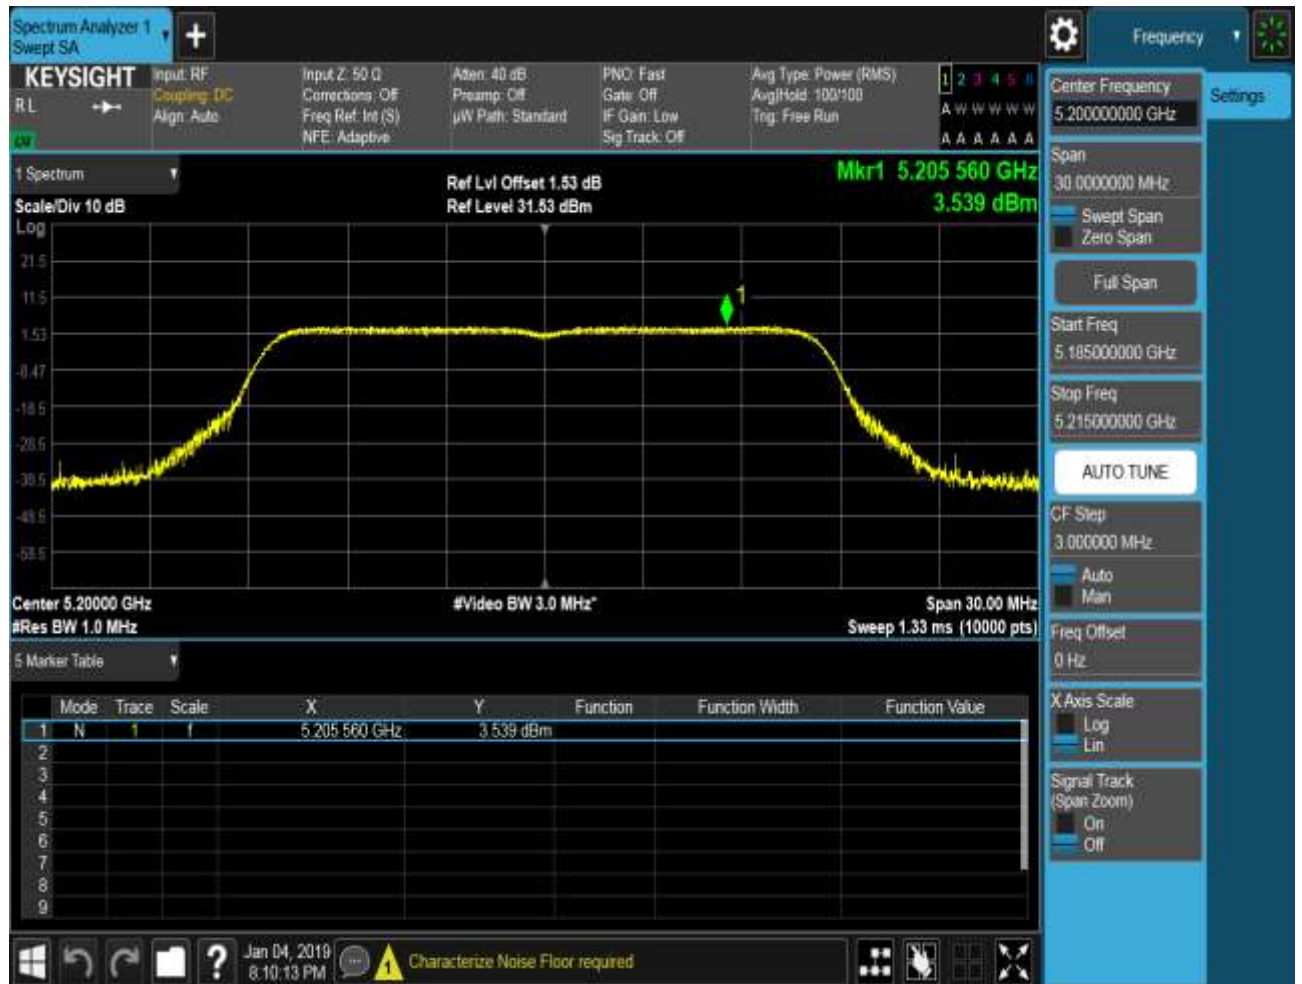 Spectrum Analyzer 1
Swept SA
+
Frequency
KEYSIGHT
Input: RF
Coupling: DC
Align: Auto
Input Z: 50 Ω
Corrections: Off
Freq Ref: Int (S)
NFE: Adaptive
Atten: 40 dB
Preamp: Off
µW Path: Standard
PNO: Fast
Gate: Off
IF Gain: Low
Sig Track: Off
Avg Type: Power (RMS)
Avg|Hold: 100/100
Trig: Free Run
1 2 3 4 5 6
A W W W W W
A A A A A A
R L
Center Frequency
5.200000000 GHz
Settings
Span
30.0000000 MHz
Swept Span
Zero Span
Full Span
Start Freq
5.185000000 GHz
Stop Freq
5.215000000 GHz
AUTO TUNE
CF Step
3.000000 MHz
Auto
Man
Freq Offset
0 Hz
X Axis Scale
Log
Lin
Signal Track
(Span Zoom)
On
Off
1 Spectrum
Scale/Div 10 dB
Ref Lvl Offset 1.53 dB
Ref Level 31.53 dBm
Mkr1 5.205 560 GHz
3.539 dBm
Log
21.5
11.5
1.53
-8.47
-18.5
-28.5
-38.5
-48.5
-58.5
1
Center 5.20000 GHz
#Video BW 3.0 MHz*
Span 30.00 MHz
#Res BW 1.0 MHz
Sweep 1.33 ms (10000 pts)
5 Marker Table
Mode Trace Scale X Y Function Function Width Function Value
1 N 1 f 5.205 560 GHz 3.539 dBm
2
3
4
5
6
7
8
9
?
Jan 04, 2019
8:10:13 PM
1
Characterize Noise Floor required